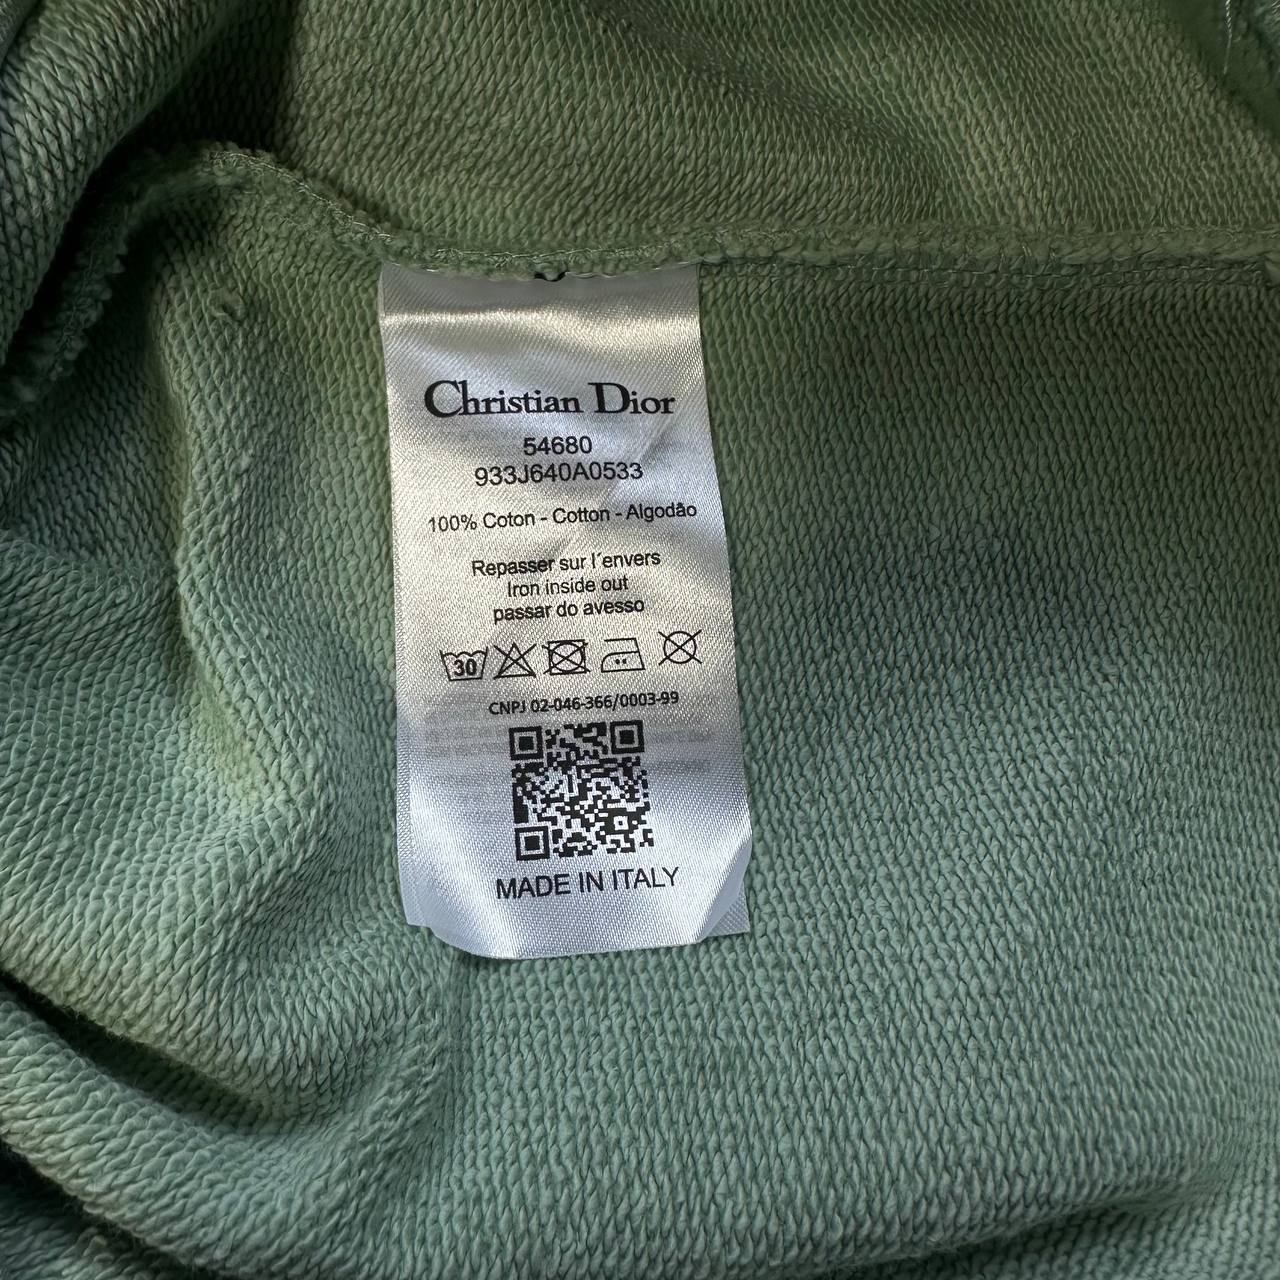 Christian Dior
54680
933J640A0533
100% Coton - Cotton - Algodão
Repasser sur l´envers
Iron inside out
passar do avesso
30
CNPJ 02-046-366/0003-99
MADE IN ITALY